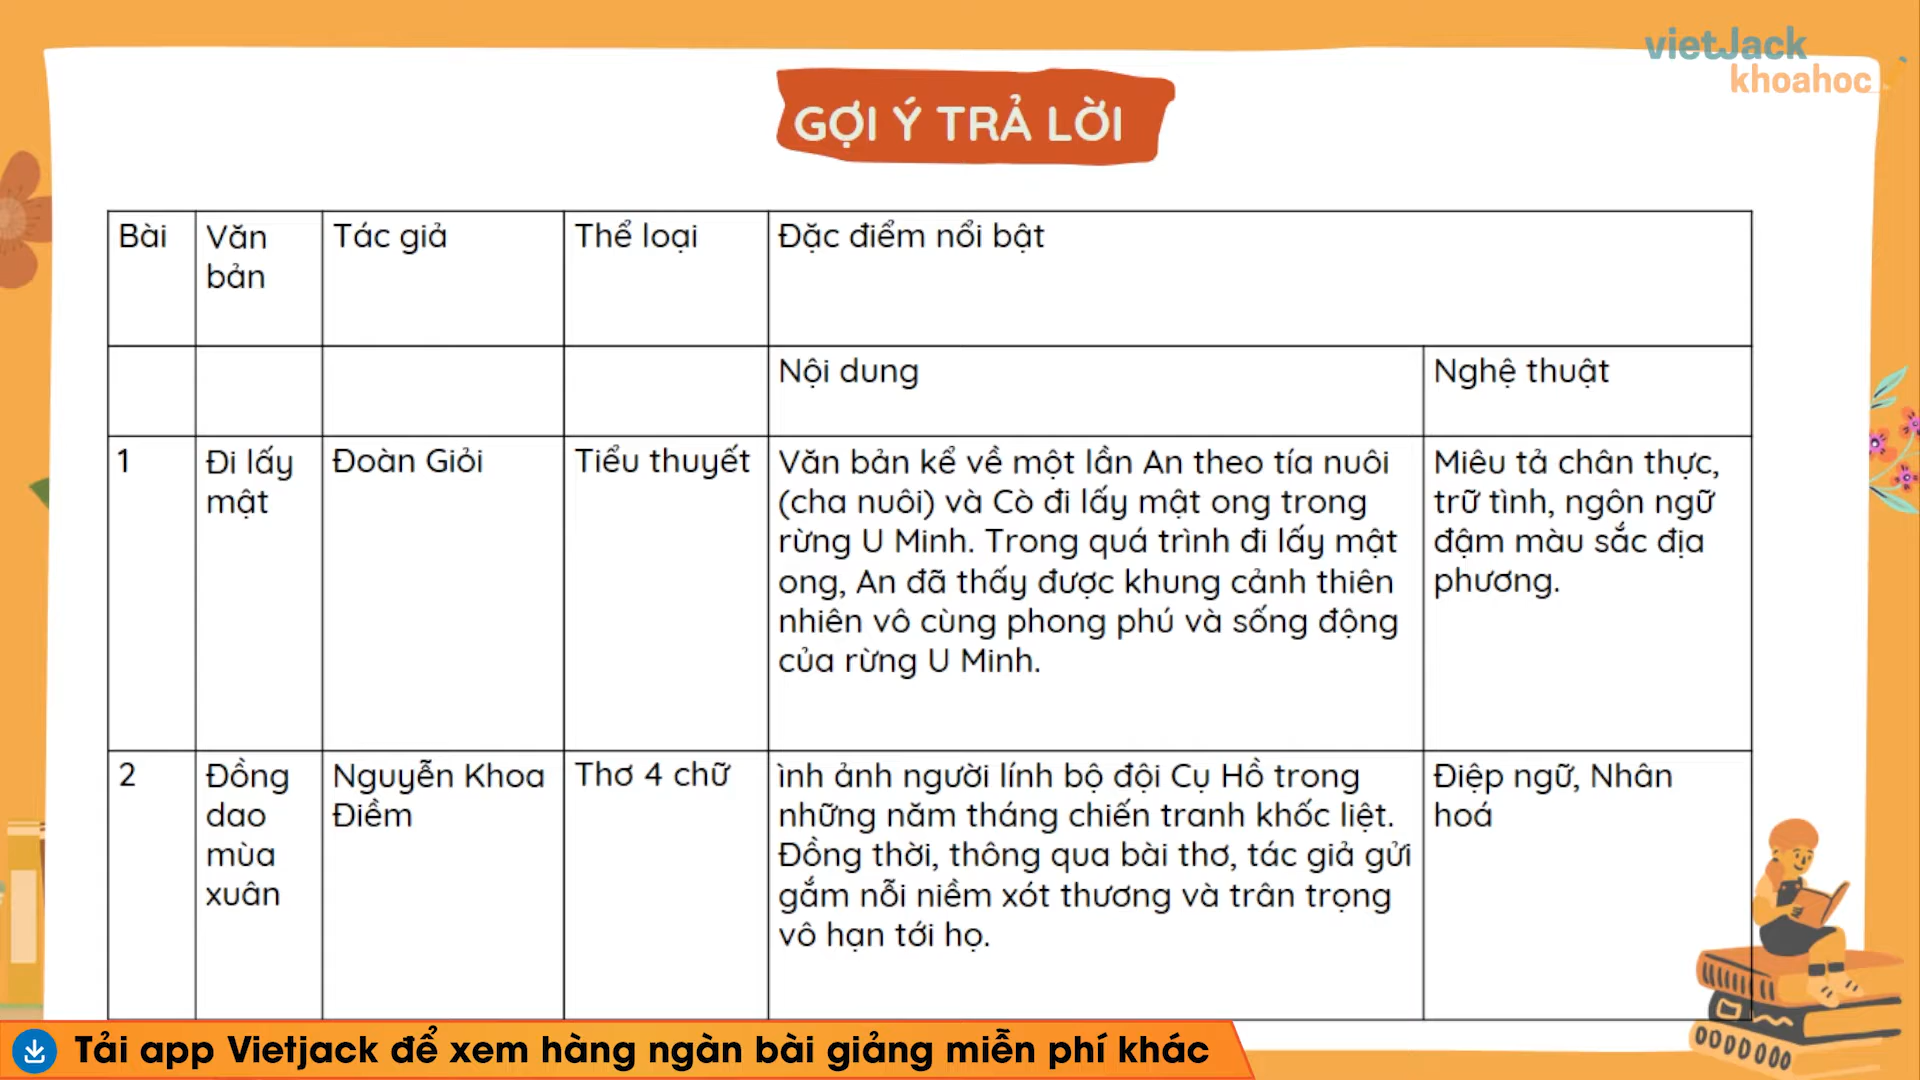 vietJack
khoahoc
GỢI Ý TRẢ LỜI
Bài
Văn
bản
Tác giả
Thể loại
Đặc điểm nổi bật
Nội dung
Nghệ thuật
1
Đi lấy
mật
Đoàn Giỏi
Tiểu thuyết
Văn bản kể về một lần An theo tía nuôi
(cha nuôi) và Cò đi lấy mật ong trong
rừng U Minh. Trong quá trình đi lấy mật
ong, An đã thấy được khung cảnh thiên
nhiên vô cùng phong phú và sống động
của rừng U Minh.
Miêu tả chân thực,
trữ tình, ngôn ngữ
đậm màu sắc địa
phương.
2
Đồng
dao
mùa
xuân
Nguyễn Khoa
Điềm
Thơ 4 chữ
ình ảnh người lính bộ đội Cụ Hồ trong
những năm tháng chiến tranh khốc liệt.
Đồng thời, thông qua bài thơ, tác giả gửi
gắm nỗi niềm xót thương và trân trọng
vô hạn tới họ.
Điệp ngữ, Nhân
hoá
Tải app Vietjack để xem hàng ngàn bài giảng miễn phí khác